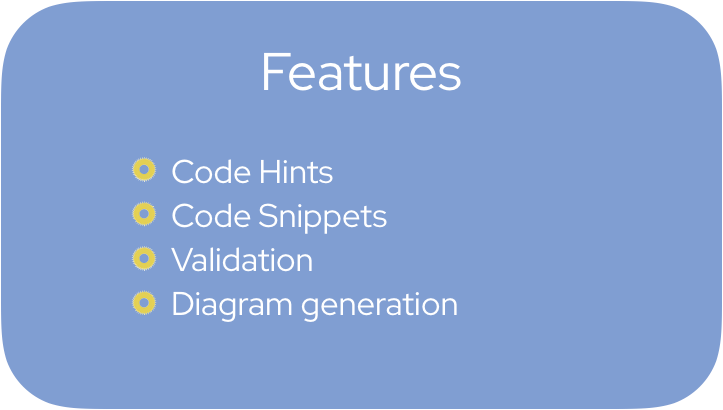 Features
Code Hints
Code Snippets
Validation
Diagram generation